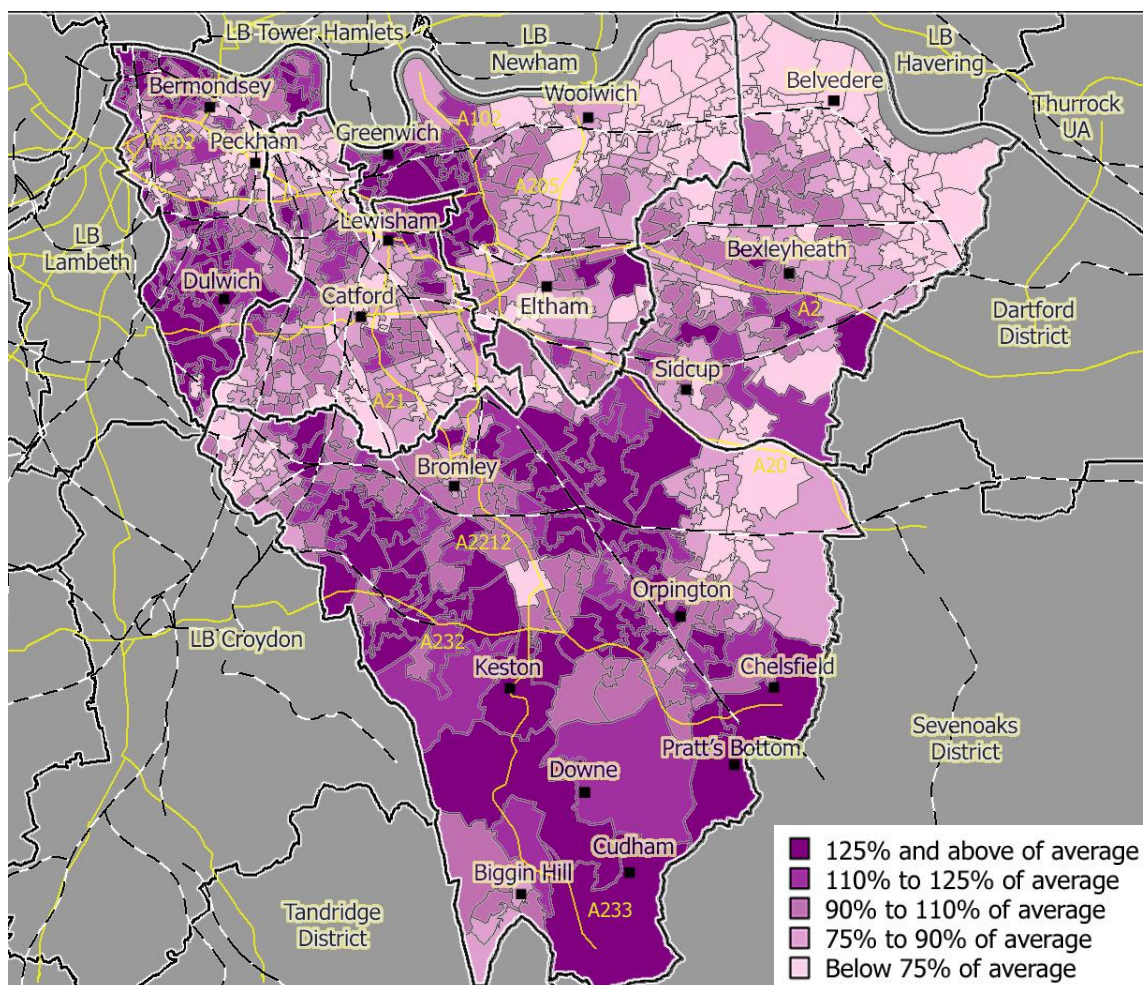 LB Tower Hamlets
LB
Newham
LB
Havering
Bermondsey
Woolwich
Belvedere
Thurrock
UA
A102
Greenwich
A202
Peckham
A205
LB
Lambeth
Lewisham
Bexleyheath
Dulwich
Catford
Eltham
A2
Dartford
District
Sidcup
A21
Bromley
A20
A2212
Orpington
LB Croydon
A232
Keston
Chelsfield
Sevenoaks
District
Pratt's Bottom
Downe
Cudham
Biggin Hill
A233
Tandridge
District
125% and above of average
110% to 125% of average
90% to 110% of average
75% to 90% of average
Below 75% of average